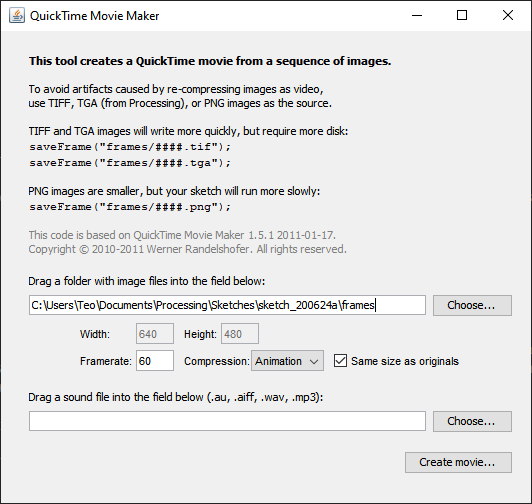 QuickTime Movie Maker
This tool creates a QuickTime movie from a sequence of images.
To avoid artifacts caused by re-compressing images as video,
use TIFF, TGA (from Processing), or PNG images as the source.
TIFF and TGA images will write more quickly, but require more disk:
saveFrame("frames/####.tif");
saveFrame("frames/####.tga");
PNG images are smaller, but your sketch will run more slowly:
saveFrame("frames/####.png");
This code is based on QuickTime Movie Maker 1.5.1 2011-01-17.
Copyright © 2010-2011 Werner Randelshofer. All rights reserved.
Drag a folder with image files into the field below:
C:\Users\Teo\Documents\Processing\Sketches\sketch_200624a\frames Choose...
Width: 640 Height: 480
Framerate: 60 Compression: Animation Same size as originals
Drag a sound file into the field below (.au, .aiff, .wav, .mp3):
Choose...
Create movie...